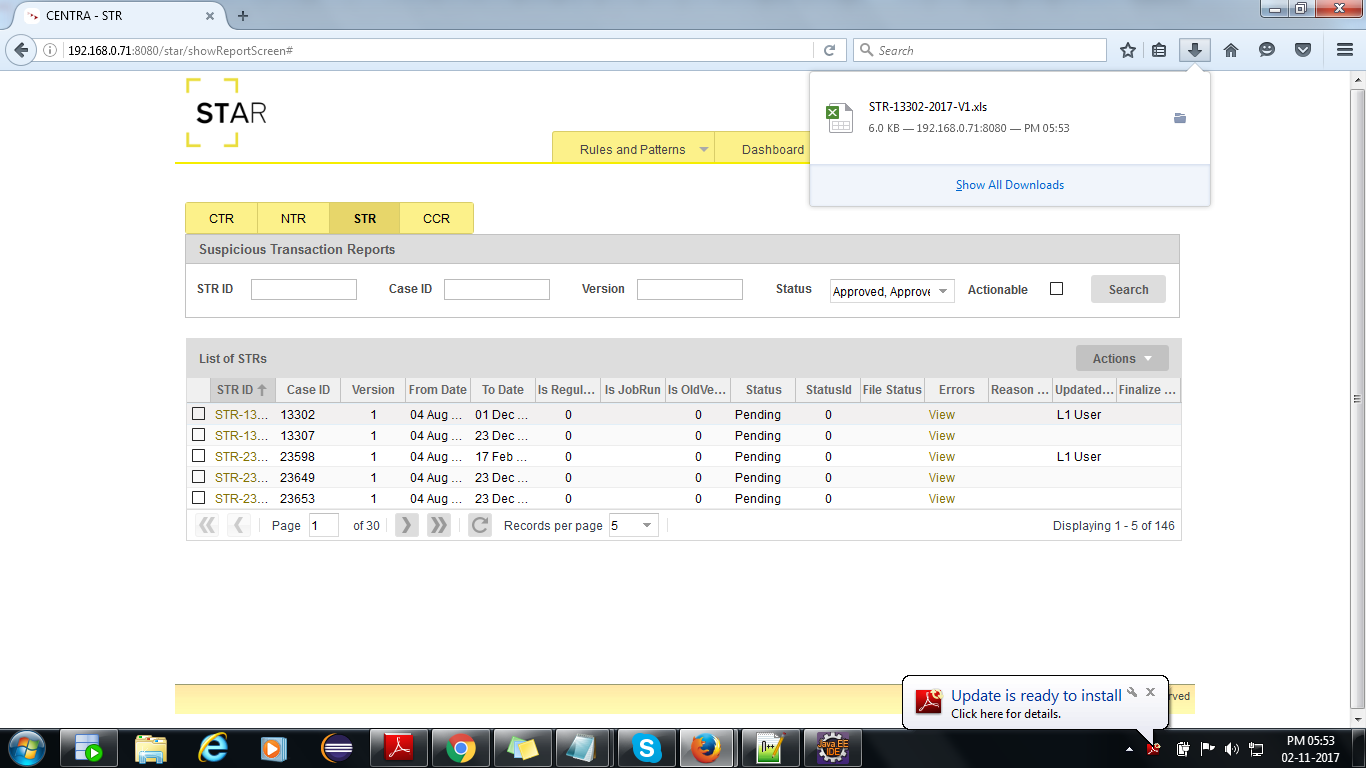 CENTRA - STR
192.168.0.71:8080/star/showReportScreen#
Search
STAR
Rules and Patterns
Dashboard
STR-13302-2017-V1.xls
6.0 KB — 192.168.0.71:8080 — PM 05:53
Show All Downloads
CTR NTR STR CCR
Suspicious Transaction Reports
STR ID Case ID Version Status Approved, Approve Actionable Search
List of STRs Actions
STR ID Case ID Version From Date To Date Is Regul... Is JobRun Is OldVe... Status StatusId File Status Errors Reason ... Updated... Finalize ...
STR-13... 13302 1 04 Aug ... 01 Dec ... 0 0 Pending 0 View L1 User
STR-13... 13307 1 04 Aug ... 23 Dec ... 0 0 Pending 0 View
STR-23... 23598 1 04 Aug ... 17 Feb ... 0 0 Pending 0 View L1 User
STR-23... 23649 1 04 Aug ... 23 Dec ... 0 0 Pending 0 View
STR-23... 23653 1 04 Aug ... 23 Dec ... 0 0 Pending 0 View
Page 1 of 30 Records per page 5 Displaying 1 - 5 of 146
rved
Update is ready to install
Click here for details.
Java EE
IDE
PM 05:53
02-11-2017